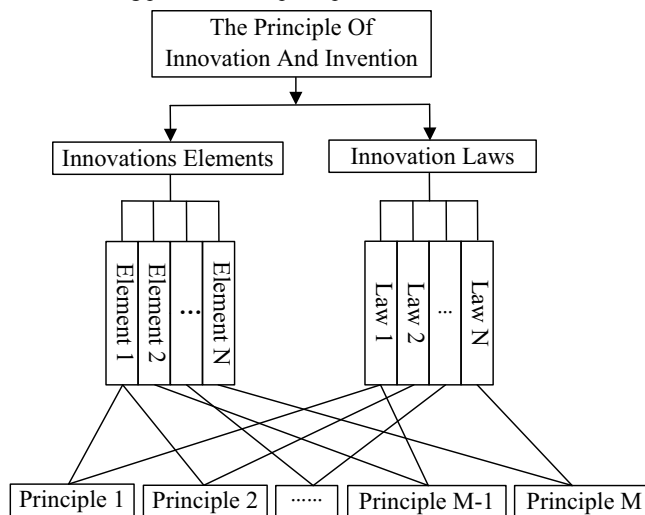 The Principle Of
Innovation And Invention
Innovations Elements
Innovation Laws
Element 1
Element 2
...
Element N
Law 1
Law 2
...
Law N
Principle 1
Principle 2
······
Principle M-1
Principle M